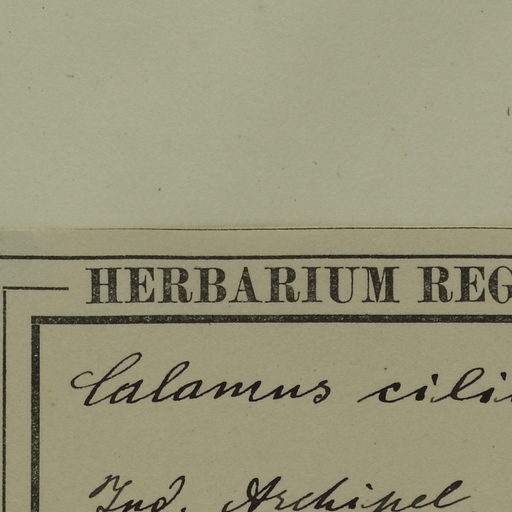 HERBARIUM REG
Calamus cili
Ind. Archipel